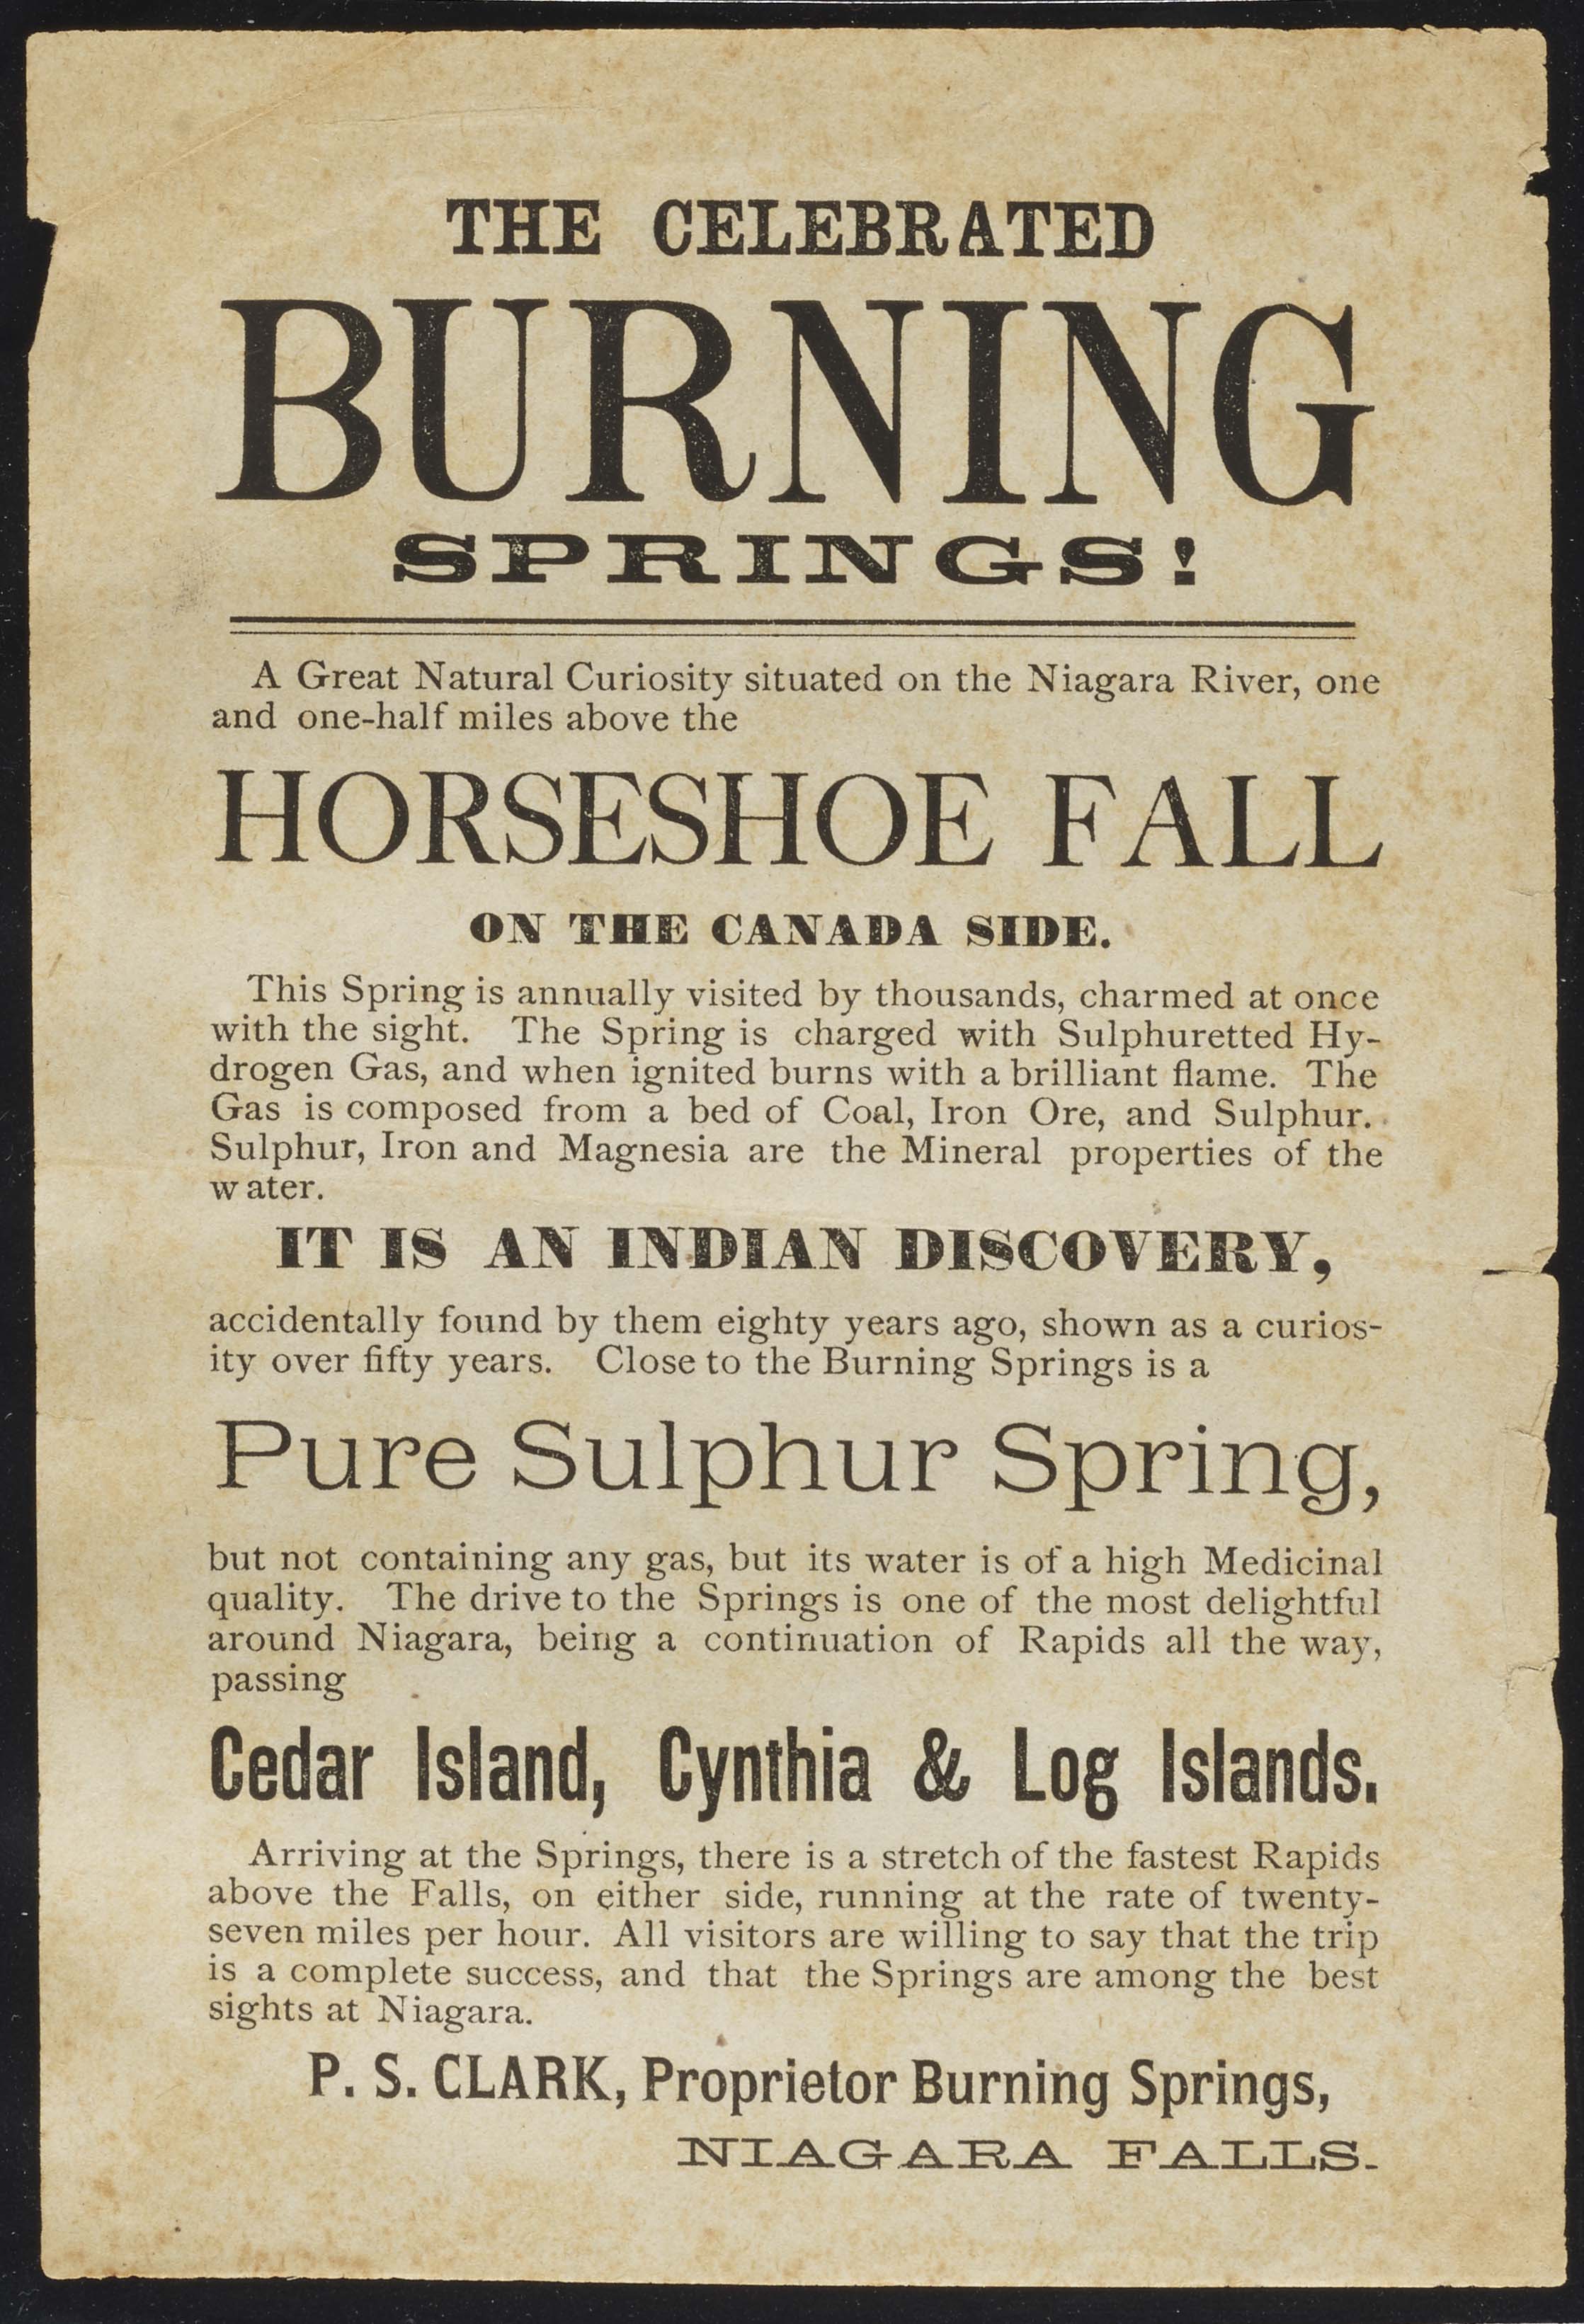 THE CELEBRATED
BURNING
SPRINGS!
A Great Natural Curiosity situated on the Niagara River, one
and one-half miles above the
HORSESHOE FALL
ON THE CANADA SIDE.
This Spring is annually visited by thousands, charmed at once
with the sight. The Spring is charged with Sulphuretted Hy-
drogen Gas, and when ignited burns with a brilliant flame. The
Gas is composed from a bed of Coal, Iron Ore, and Sulphur.
Sulphur, Iron and Magnesia are the Mineral properties of the
w ater.
IT IS AN INDIAN DISCOVERY,
accidentally found by them eighty years ago, shown as a curios-
ity over fifty years. Close to the Burning Springs is a
Pure Sulphur Spring,
but not containing any gas, but its water is of a high Medicinal
quality. The drive to the Springs is one of the most delightful
around Niagara, being a continuation of Rapids all the way,
passing
Cedar Island, Cynthia & Log Islands.
Arriving at the Springs, there is a stretch of the fastest Rapids
above the Falls, on either side, running at the rate of twenty-
seven miles per hour. All visitors are willing to say that the trip
is a complete success, and that the Springs are among the best
sights at Niagara.
P. S. CLARK, Proprietor Burning Springs,
NIAGARA FALLS.